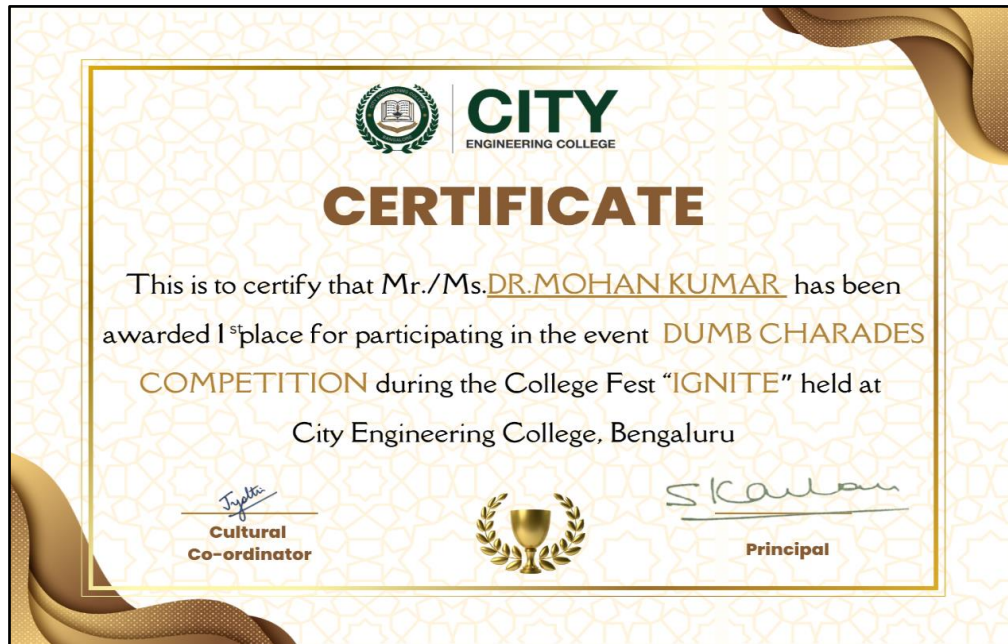 CITY
ENGINEERING COLLEGE
CERTIFICATE
This is to certify that Mr./Ms.DR.MOHAN KUMAR has been
awarded 1st place for participating in the event DUMB CHARADES
COMPETITION during the College Fest “IGNITE” held at
City Engineering College, Bengaluru
Jyothi
Cultural
Co-ordinator
Principal